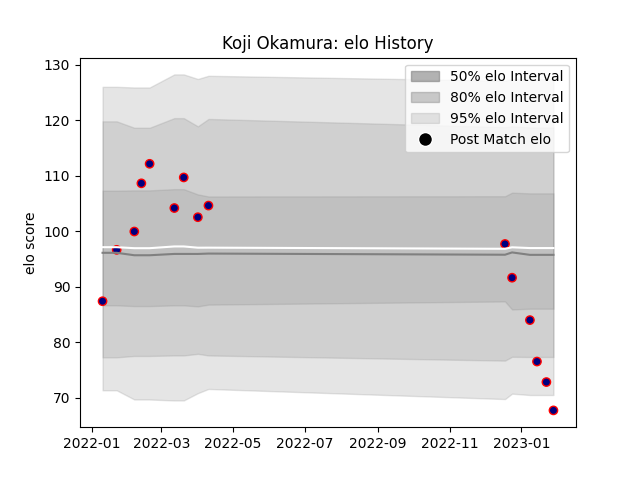 Koji Okamura: elo History
130
120
110
100
90
80
70
elo score
50% elo Interval
80% elo Interval
95% elo Interval
Post Match elo
2022-01 2022-03 2022-05 2022-07 2022-09 2022-11 2023-01